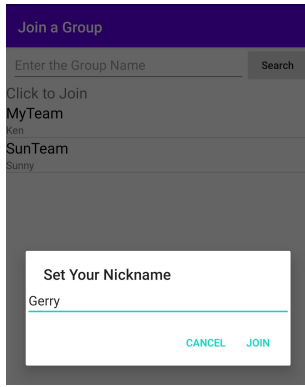 Join a Group
Enter the Group Name Search
Click to Join
MyTeam
Ken
SunTeam
Sunny
Set Your Nickname
Gerry
CANCEL JOIN